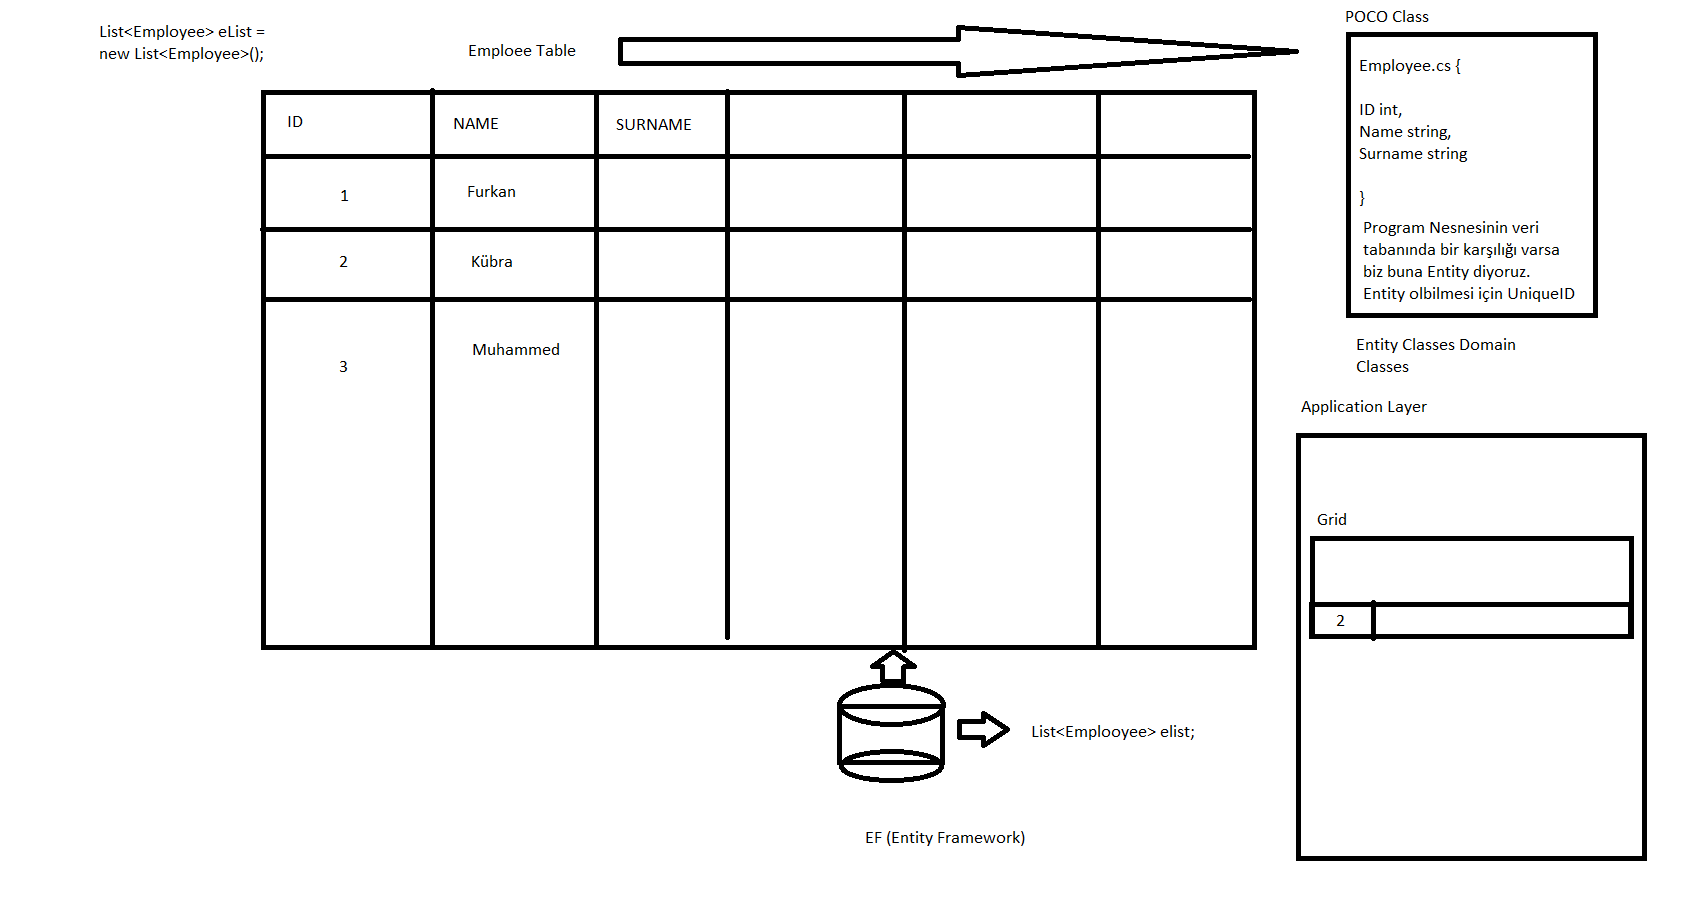 List<Employee> eList =
new List<Employee>();
Emploee Table
POCO Class
Employee.cs {
ID int,
Name string,
Surname string
}
Program Nesnesinin veri
tabanında bir karşılığı varsa
biz buna Entity diyoruz.
Entity olbilmesi için UniqueID
Entity Classes Domain
Classes
ID NAME SURNAME
1 Furkan
2 Kübra
3 Muhammed
Application Layer
Grid
2
List<Emplooyee> elist;
EF (Entity Framework)